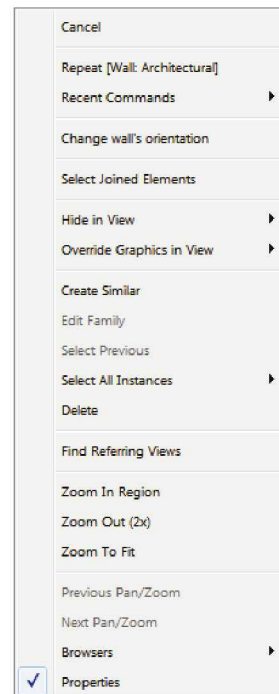 Cancel
Repeat [Wall: Architectural]
Recent Commands
Change wall's orientation
Select Joined Elements
Hide in View
Override Graphics in View
Create Similar
Edit Family
Select Previous
Select All Instances
Delete
Find Referring Views
Zoom In Region
Zoom Out (2x)
Zoom To Fit
Previous Pan/Zoom
Next Pan/Zoom
Browsers
Properties